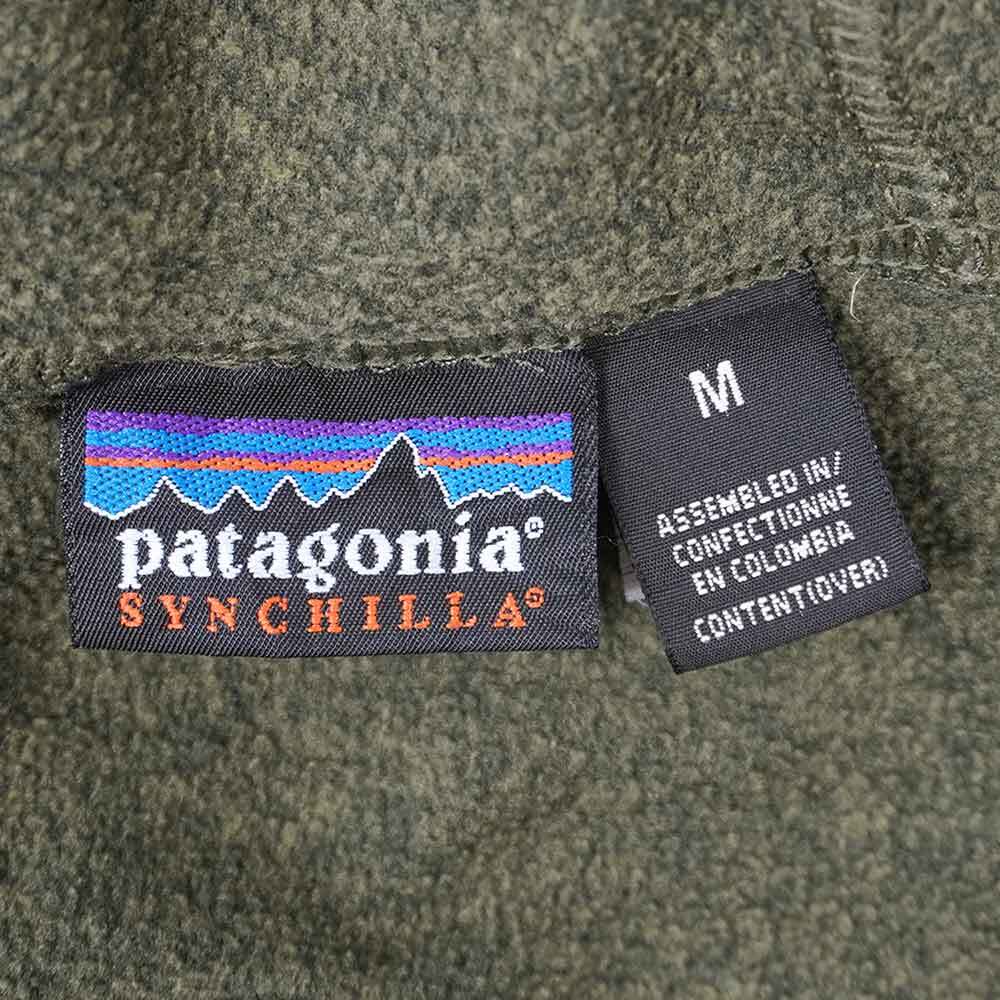 patagonia®
SYNCHILLA®
M
ASSEMBLED IN/
CONFECTIONNE
EN COLOMBIA
CONTENT(OVER)